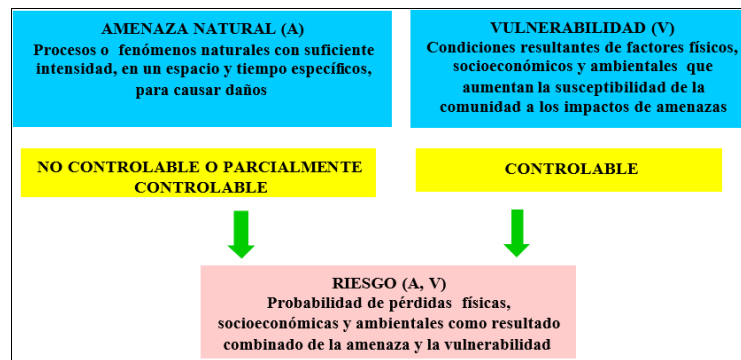 AMENAZA NATURAL (A)
Procesos o fenómenos naturales con suficiente
intensidad, en un espacio y tiempo específicos,
para causar daños
VULNERABILIDAD (V)
Condiciones resultantes de factores físicos,
socioeconómicos y ambientales que
aumentan la susceptibilidad de la
comunidad a los impactos de amenazas
NO CONTROLABLE O PARCIALMENTE
CONTROLABLE
CONTROLABLE
RIESGO (A, V)
Probabilidad de pérdidas físicas,
socioeconómicas y ambientales como resultado
combinado de la amenaza y la vulnerabilidad